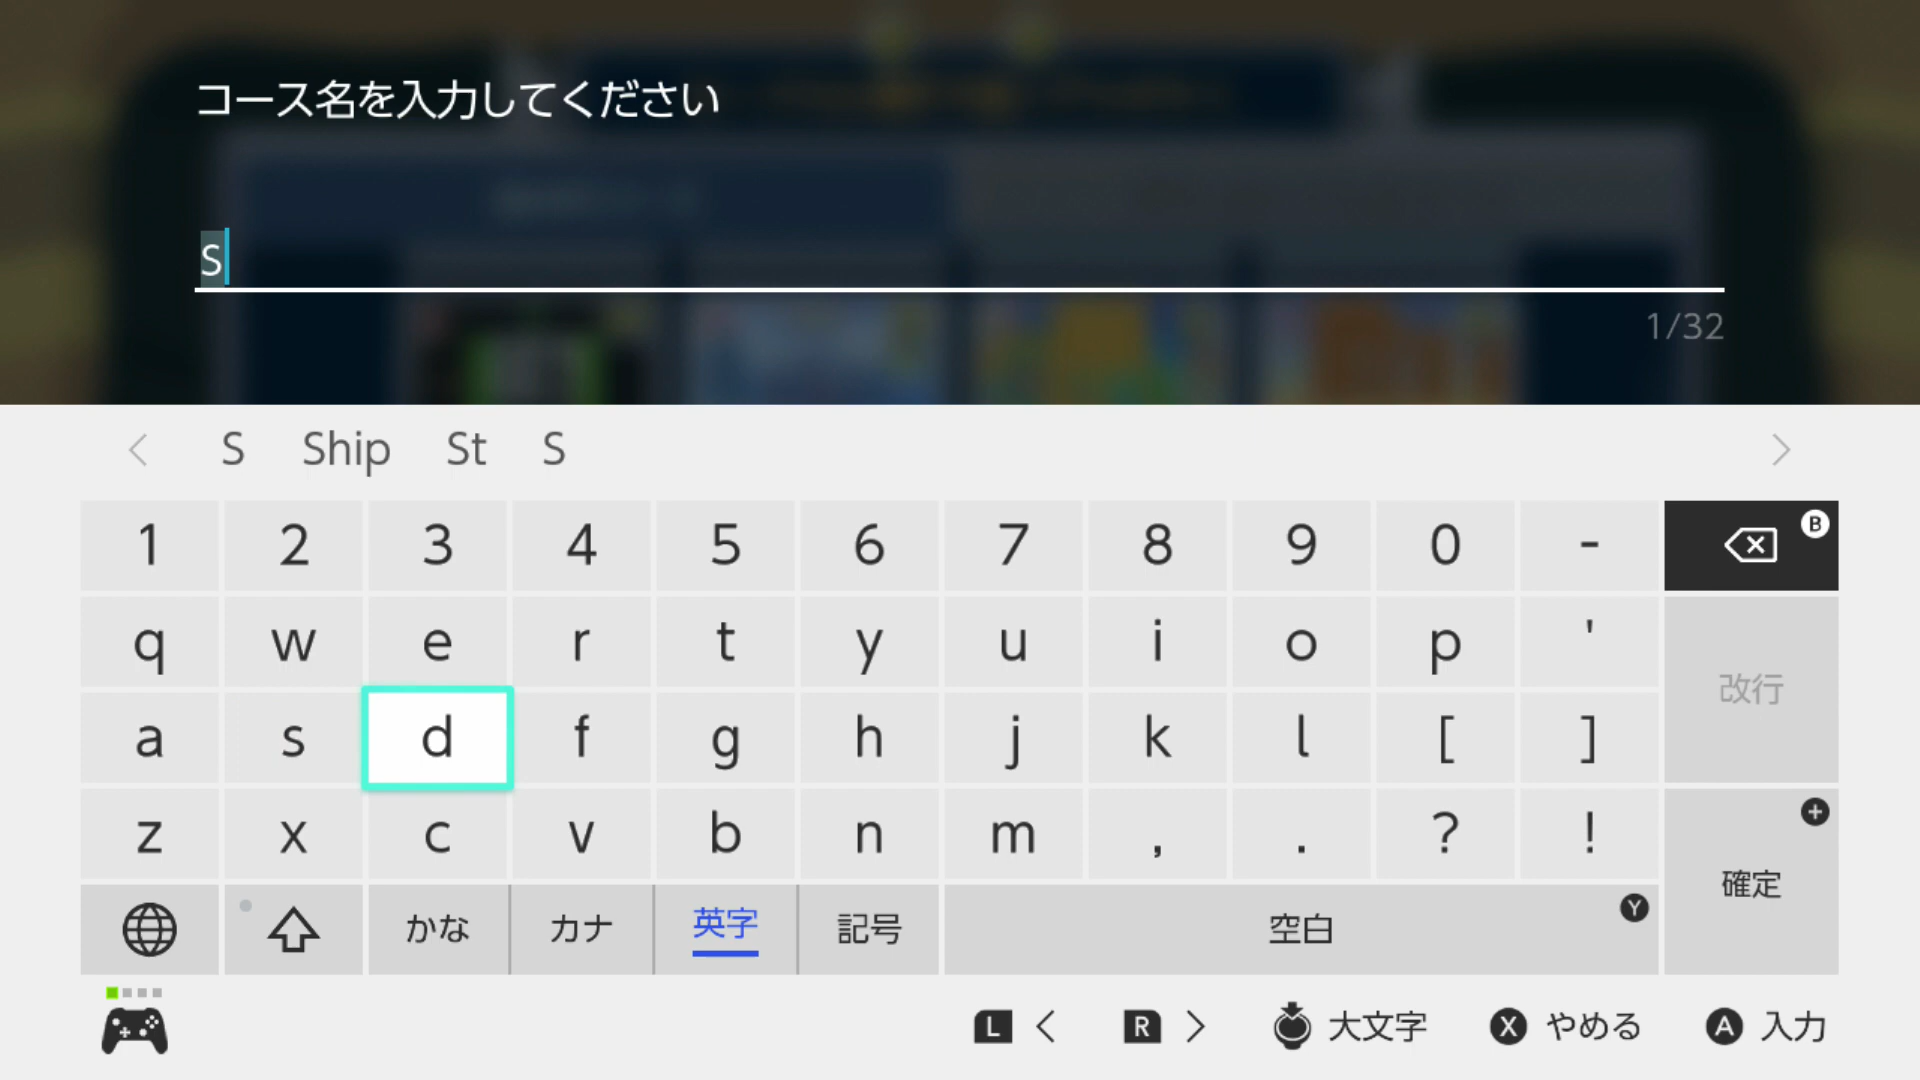 コース名を入力してください
S
1/32
S Ship St S
1 2 3 4 5 6 7 8 9 0 -
B
q w e r t y u i o p '
改行
a s d f g h j k l [ ]
z x c v b n m , . ? !
確定
かな カナ 英字 記号 空白 Y
L R 大文字 X やめる A 入力